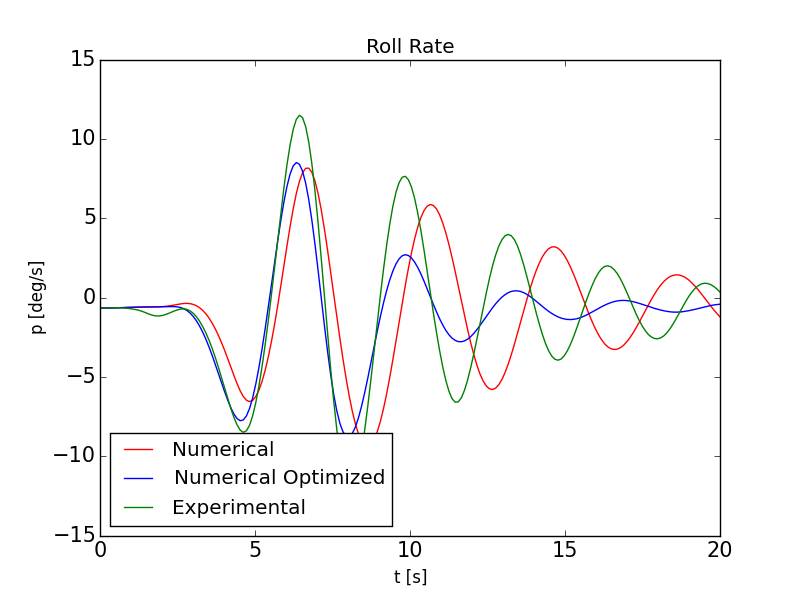 Roll Rate
15
10
5
0
−5
−10
−15
p [deg/s]
Numerical
Numerical Optimized
Experimental
0 5 10 15 20
t [s]